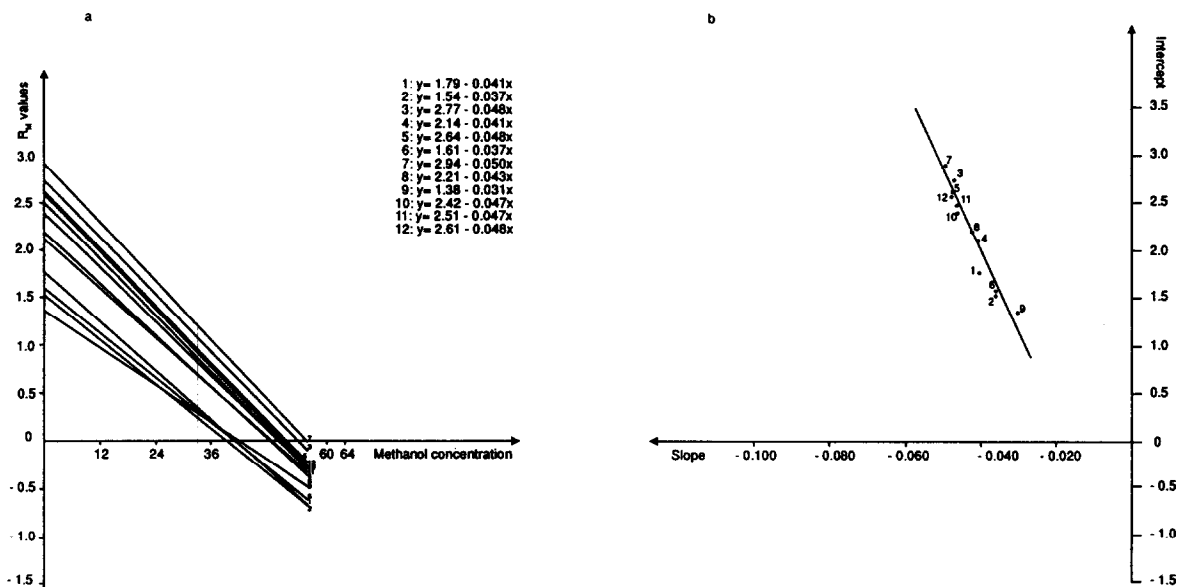 a
R_M values
3.0
2.5
2.0
1.5
1.0
0.5
0
- 0.5
- 1.0
- 1.5
12 24 36 60 64 Methanol concentration
1: y= 1.79 - 0.041x
2: y= 1.54 - 0.037x
3: y= 2.77 - 0.048x
4: y= 2.14 - 0.041x
5: y= 2.64 - 0.048x
6: y= 1.61 - 0.037x
7: y= 2.94 - 0.050x
8: y= 2.21 - 0.043x
9: y= 1.38 - 0.031x
10: y= 2.42 - 0.047x
11: y= 2.51 - 0.047x
12: y= 2.61 - 0.048x
b
Intercept
3.5
3.0
2.5
2.0
1.5
1.0
0.5
0
- 0.5
- 1.0
- 1.5
Slope - 0.100 - 0.080 - 0.060 - 0.040 - 0.020
7
3
5
12 11
10
8 4
1
6
2 9